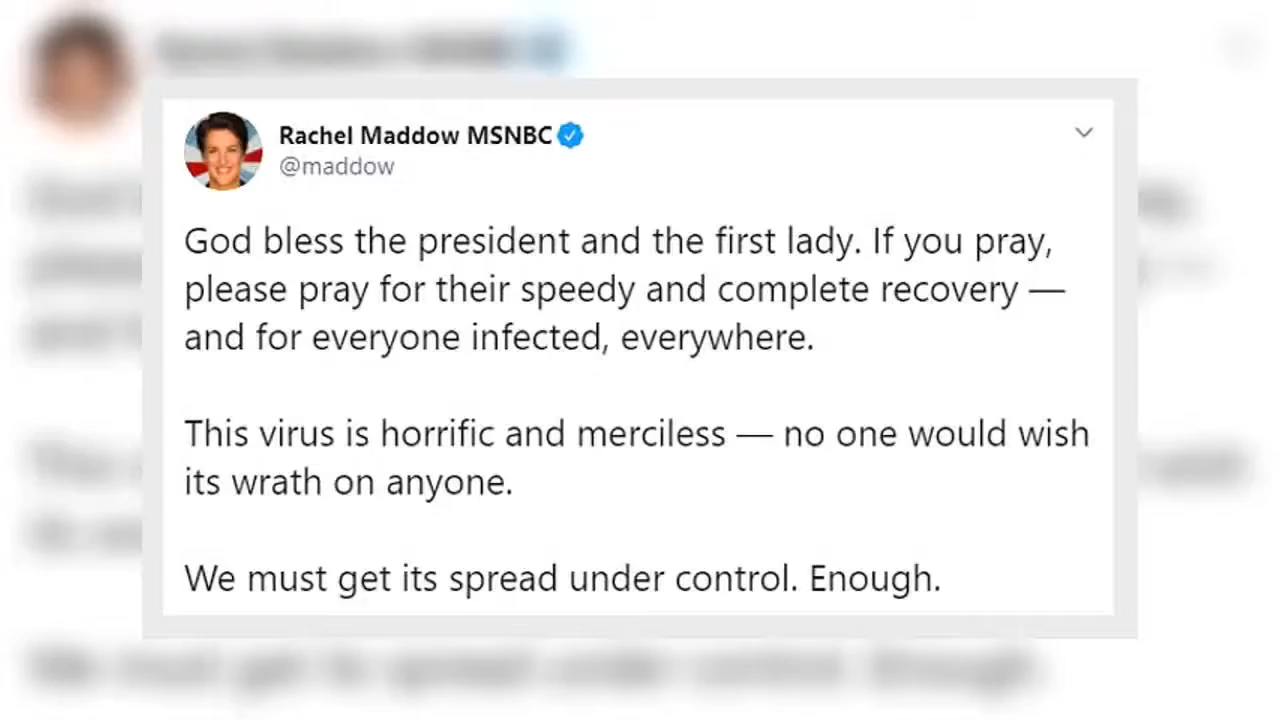 Rachel Maddow MSNBC
@maddow
God bless the president and the first lady. If you pray,
please pray for their speedy and complete recovery —
and for everyone infected, everywhere.
This virus is horrific and merciless — no one would wish
its wrath on anyone.
We must get its spread under control. Enough.